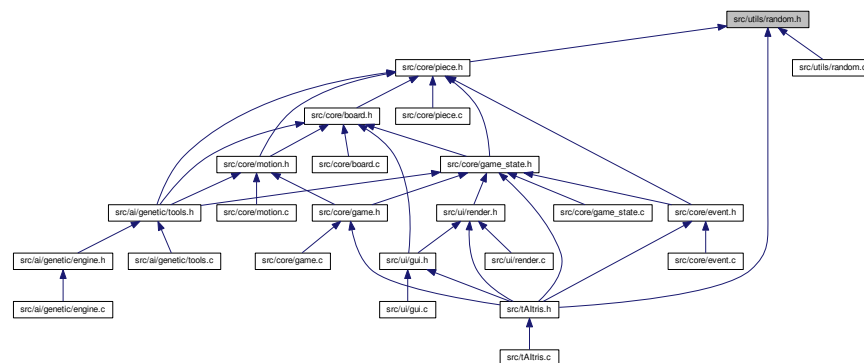 src/utils/random.h
src/core/piece.h
src/utils/random.c
src/core/board.h
src/core/piece.c
src/core/motion.h
src/core/board.c
src/core/game_state.h
src/ai/genetic/tools.h
src/core/motion.c
src/core/game.h
src/ui/render.h
src/core/game_state.c
src/core/event.h
src/ai/genetic/engine.h
src/ai/genetic/tools.c
src/core/game.c
src/ui/gui.h
src/ui/render.c
src/core/event.c
src/ai/genetic/engine.c
src/ui/gui.c
src/tAItris.h
src/tAItris.c